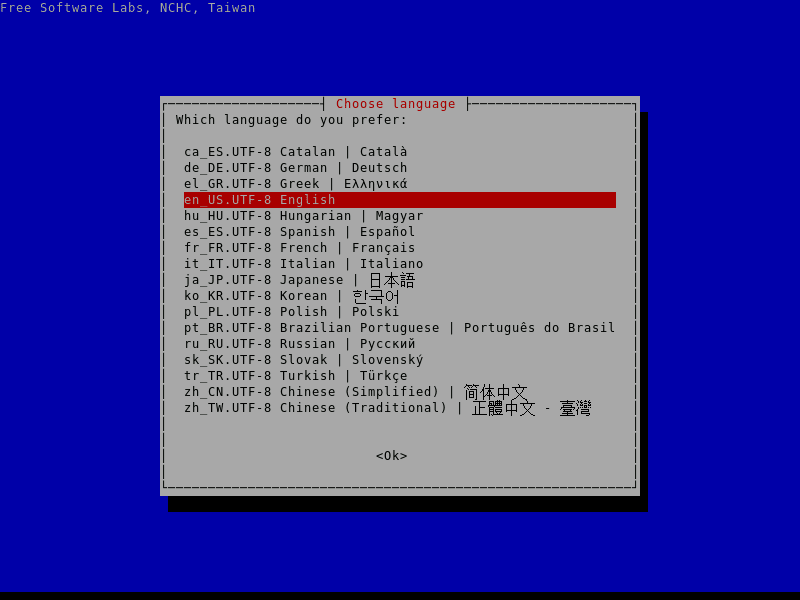 Free Software Labs, NCHC, Taiwan
Choose language
Which language do you prefer:
ca_ES.UTF-8 Catalan | Català
de_DE.UTF-8 German | Deutsch
el_GR.UTF-8 Greek | Ελληνικά
en_US.UTF-8 English
hu_HU.UTF-8 Hungarian | Magyar
es_ES.UTF-8 Spanish | Español
fr_FR.UTF-8 French | Français
it_IT.UTF-8 Italian | Italiano
ja_JP.UTF-8 Japanese | 日本語
ko_KR.UTF-8 Korean | 한국어
pl_PL.UTF-8 Polish | Polski
pt_BR.UTF-8 Brazilian Portuguese | Português do Brasil
ru_RU.UTF-8 Russian | Русский
sk_SK.UTF-8 Slovak | Slovenský
tr_TR.UTF-8 Turkish | Türkçe
zh_CN.UTF-8 Chinese (Simplified) | 简体中文
zh_TW.UTF-8 Chinese (Traditional) | 正體中文 - 臺灣
<Ok>